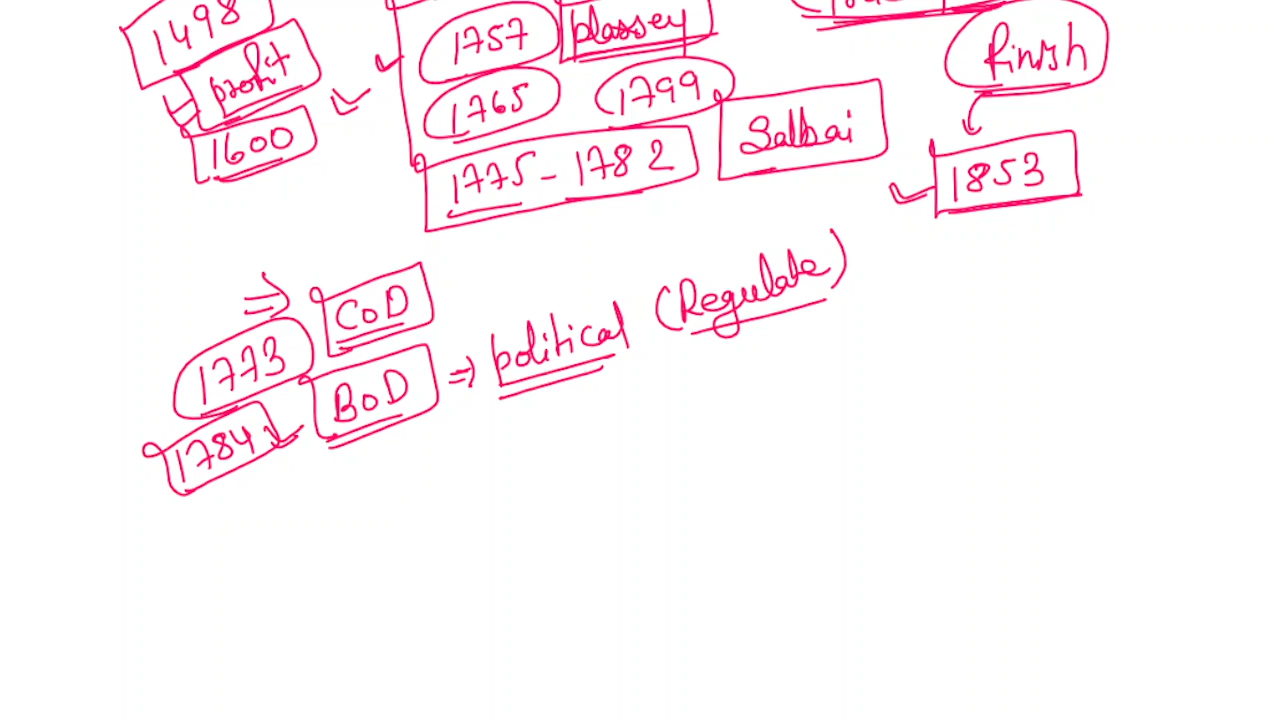 1498
profit
1600
1757 plassey
1765 1799
1775 - 1782 Salbai
Finish
1853
⇒ COD
1773
BOD ⇒ political (Regulate)
1784